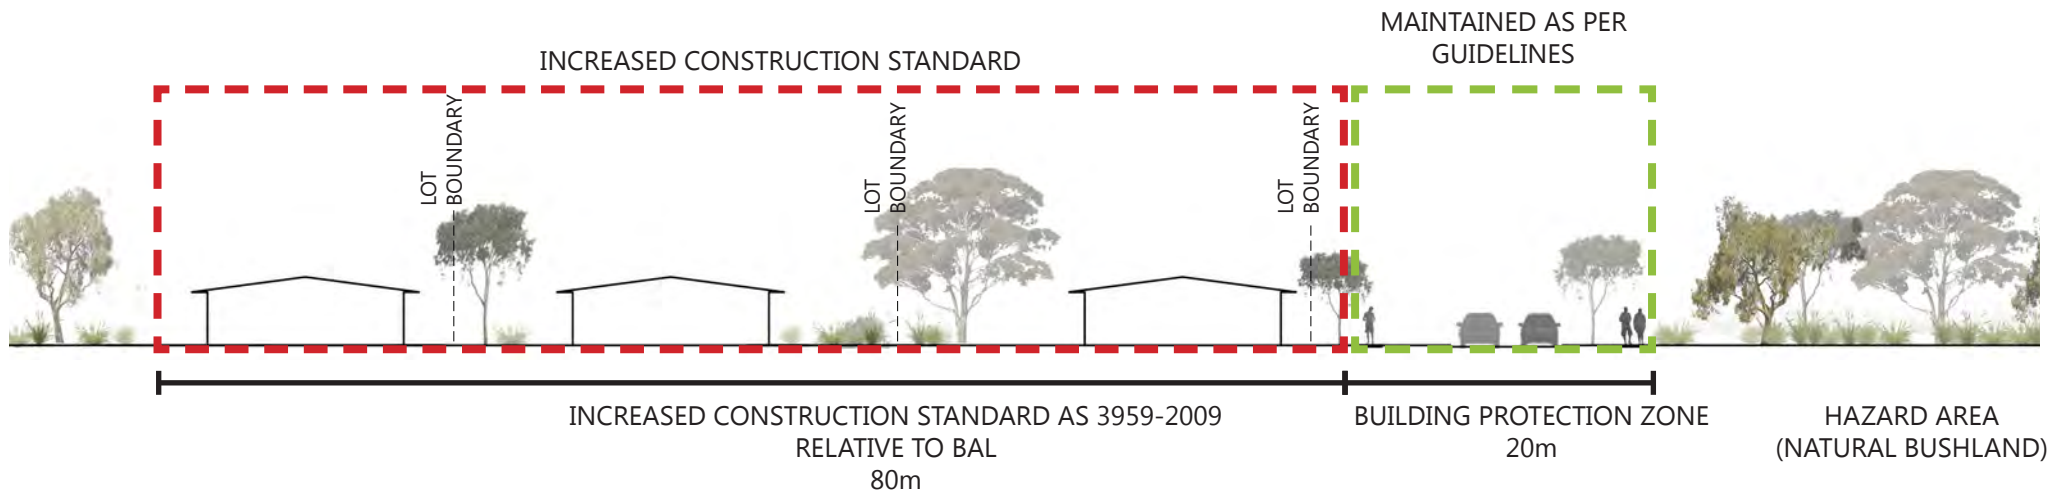 INCREASED CONSTRUCTION STANDARD
MAINTAINED AS PER
GUIDELINES
LOT
BOUNDARY
LOT
BOUNDARY
LOT
BOUNDARY
INCREASED CONSTRUCTION STANDARD AS 3959-2009
RELATIVE TO BAL
80m
BUILDING PROTECTION ZONE
20m
HAZARD AREA
(NATURAL BUSHLAND)